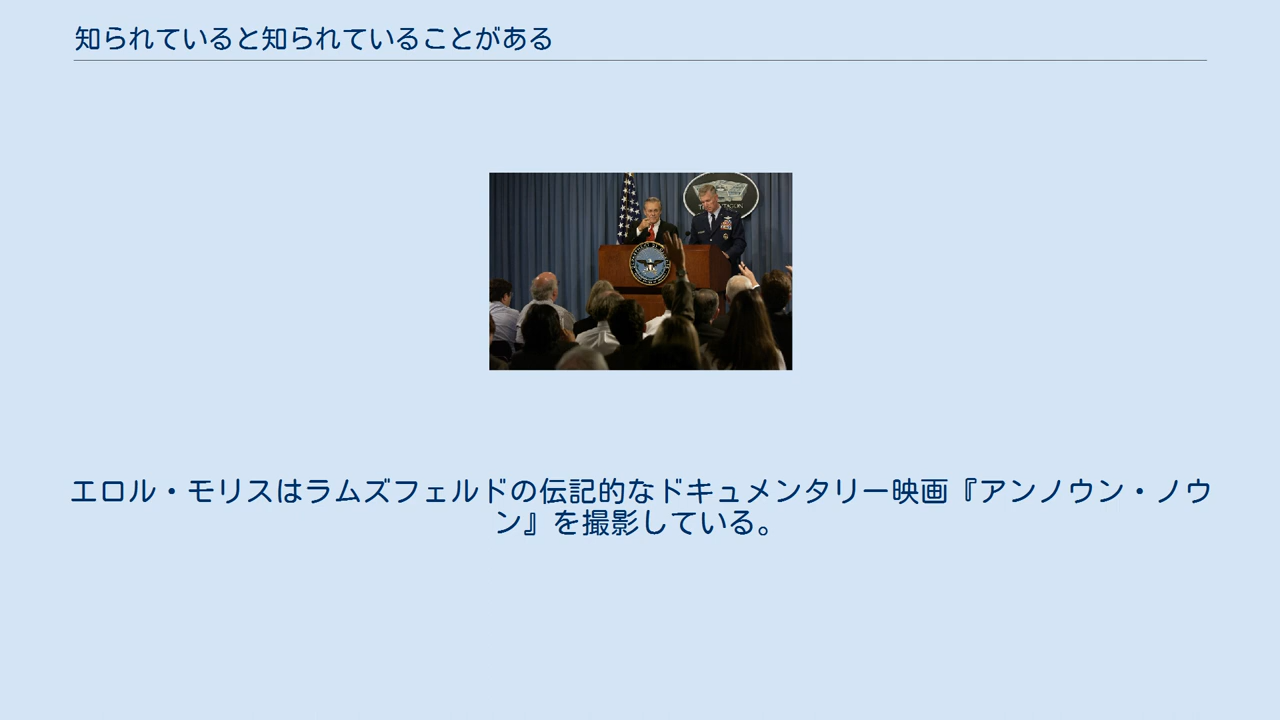 知られていると知られていることがある
エロル・モリスはラムズフェルドの伝記的なドキュメンタリー映画『アンノウン・ノウ
ン』を撮影している。